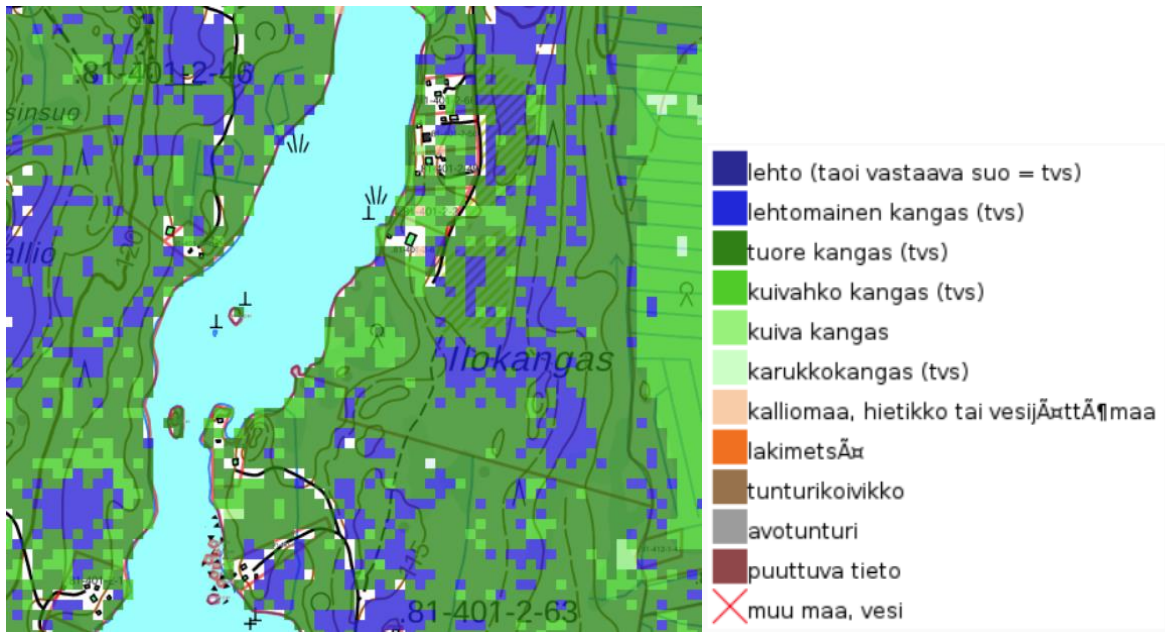 .81-401-2-46
sinsuo
allio
120
Ilokangas
115
.81-401-2-63
lehto (taoi vastaava suo = tvs)
lehtomainen kangas (tvs)
tuore kangas (tvs)
kuivahko kangas (tvs)
kuiva kangas
karukkokangas (tvs)
kalliomaa, hietikko tai vesijÃ¤ttÃ¶maa
lakimetsÃ¤
tunturikoivikko
avotunturi
puuttuva tieto
muu maa, vesi